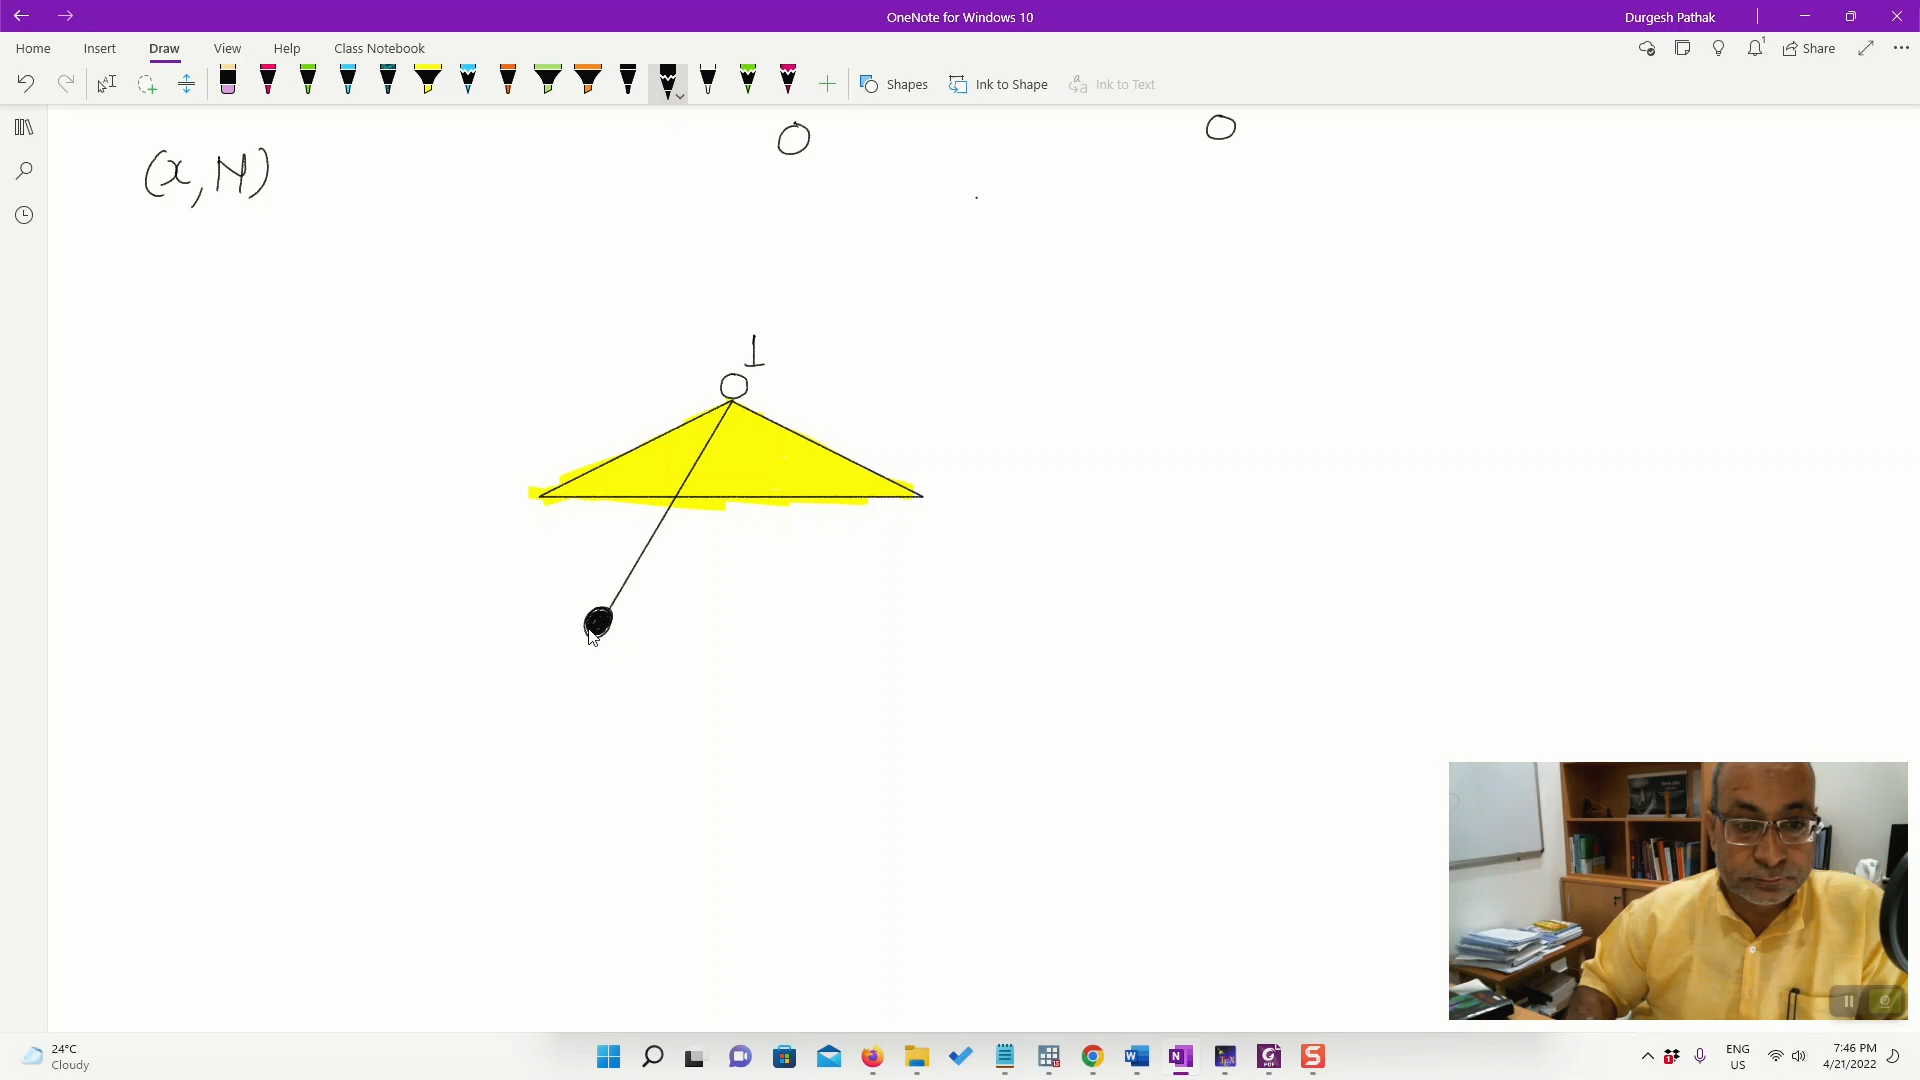 OneNote for Windows 10
Durgesh Pathak
Home Insert Draw View Help Class Notebook
1
Share
Shapes
Ink to Shape
Ink to Text
(x, N)
1
24°C
Cloudy
ENG
US
7:46 PM
4/21/2022